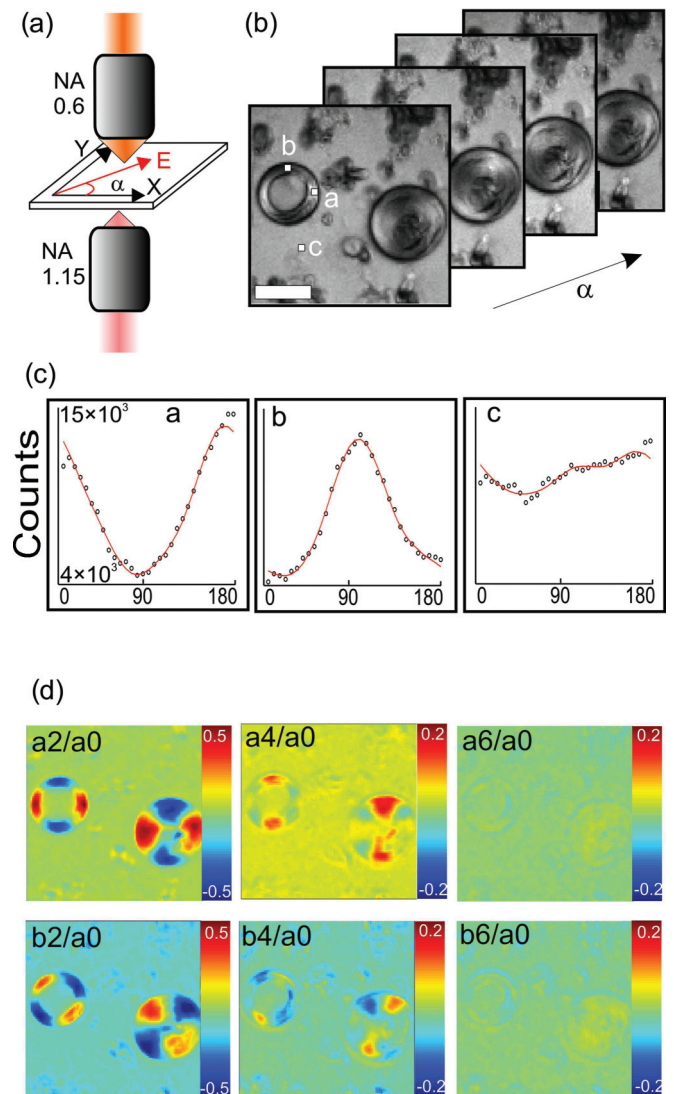 (a)
NA
0.6
Y
E
α
X
NA
1.15
(b)
b
a
c
α
(c)
Counts
15×10³
a
4×10³
0
90
180
b
0
90
180
c
0
90
180
(d)
a2/a0
0.5
-0.5
a4/a0
0.2
-0.2
a6/a0
0.2
-0.2
b2/a0
0.5
-0.5
b4/a0
0.2
-0.2
b6/a0
0.2
-0.2